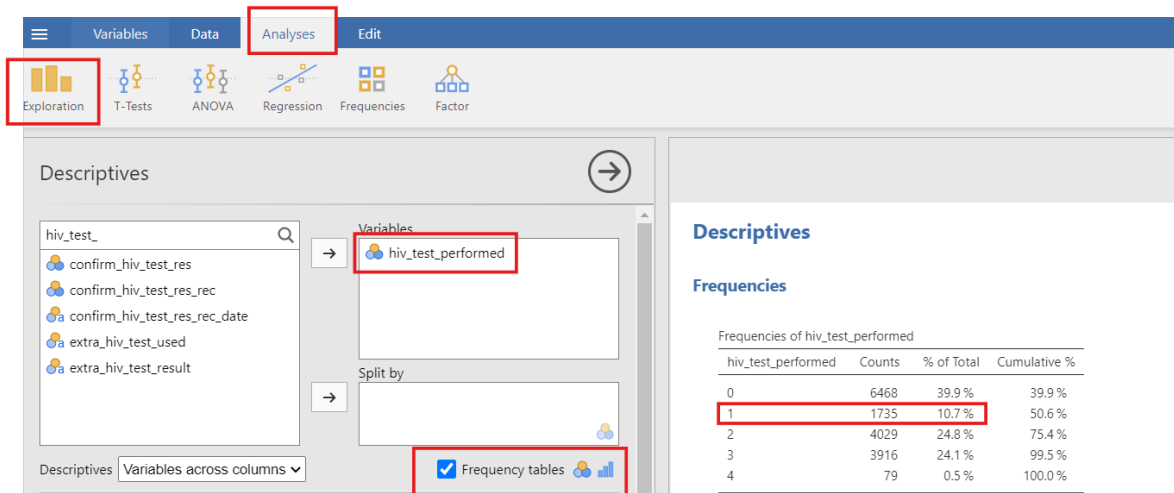 Variables Data Analyses Edit
Exploration T-Tests ANOVA Regression Frequencies Factor
Descriptives
hiv_test_
confirm_hiv_test_res
confirm_hiv_test_res_rec
a confirm_hiv_test_res_rec_date
a extra_hiv_test_used
a extra_hiv_test_result
Variables
hiv_test_performed
Split by
Descriptives Variables across columns Frequency tables
Descriptives
Frequencies
Frequencies of hiv_test_performed
hiv_test_performed Counts % of Total Cumulative %
0 6468 39.9 % 39.9 %
1 1735 10.7 % 50.6 %
2 4029 24.8 % 75.4 %
3 3916 24.1 % 99.5 %
4 79 0.5 % 100.0 %